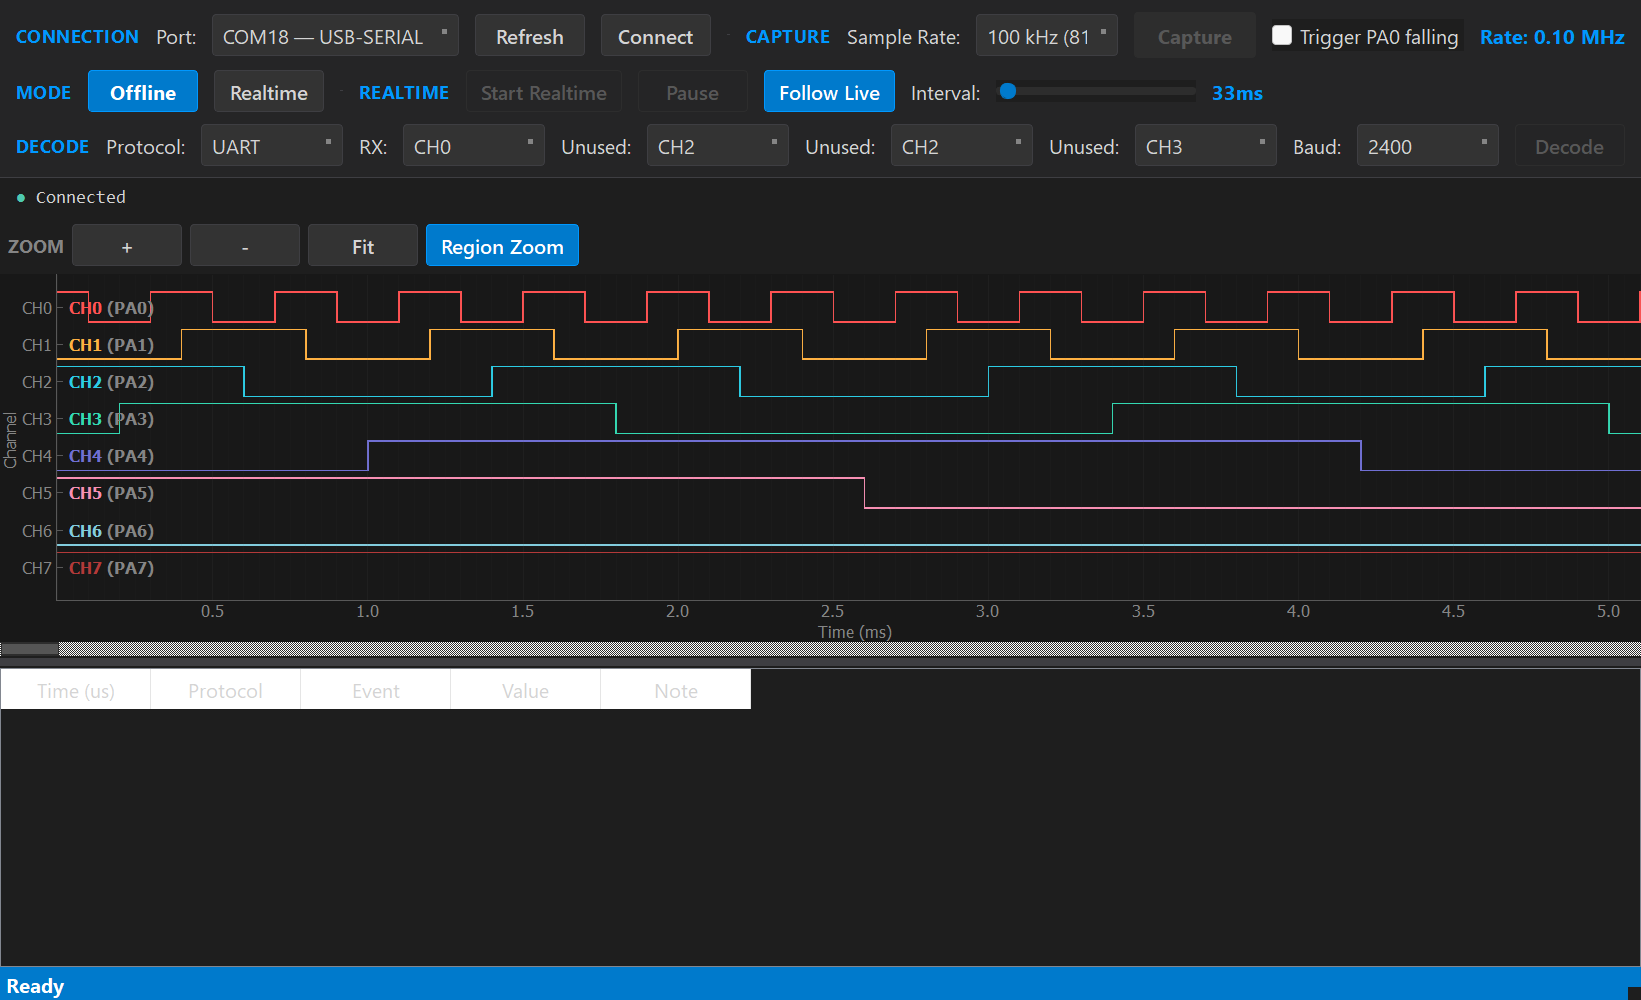 CONNECTION Port: COM18 — USB-SERIAL Refresh Connect CAPTURE Sample Rate: 100 kHz (81 Capture Trigger PA0 falling Rate: 0.10 MHz
MODE Offline Realtime REALTIME Start Realtime Pause Follow Live Interval: 33ms
DECODE Protocol: UART RX: CH0 Unused: CH2 Unused: CH2 Unused: CH3 Baud: 2400 Decode
Connected
ZOOM + - Fit Region Zoom
CH0 CH0 (PA0)
CH1 CH1 (PA1)
CH2 CH2 (PA2)
CH3 CH3 (PA3)
Channel
CH4 CH4 (PA4)
CH5 CH5 (PA5)
CH6 CH6 (PA6)
CH7 CH7 (PA7)
0.5 1.0 1.5 2.0 2.5 3.0 3.5 4.0 4.5 5.0
Time (ms)
Time (us) Protocol Event Value Note
Ready